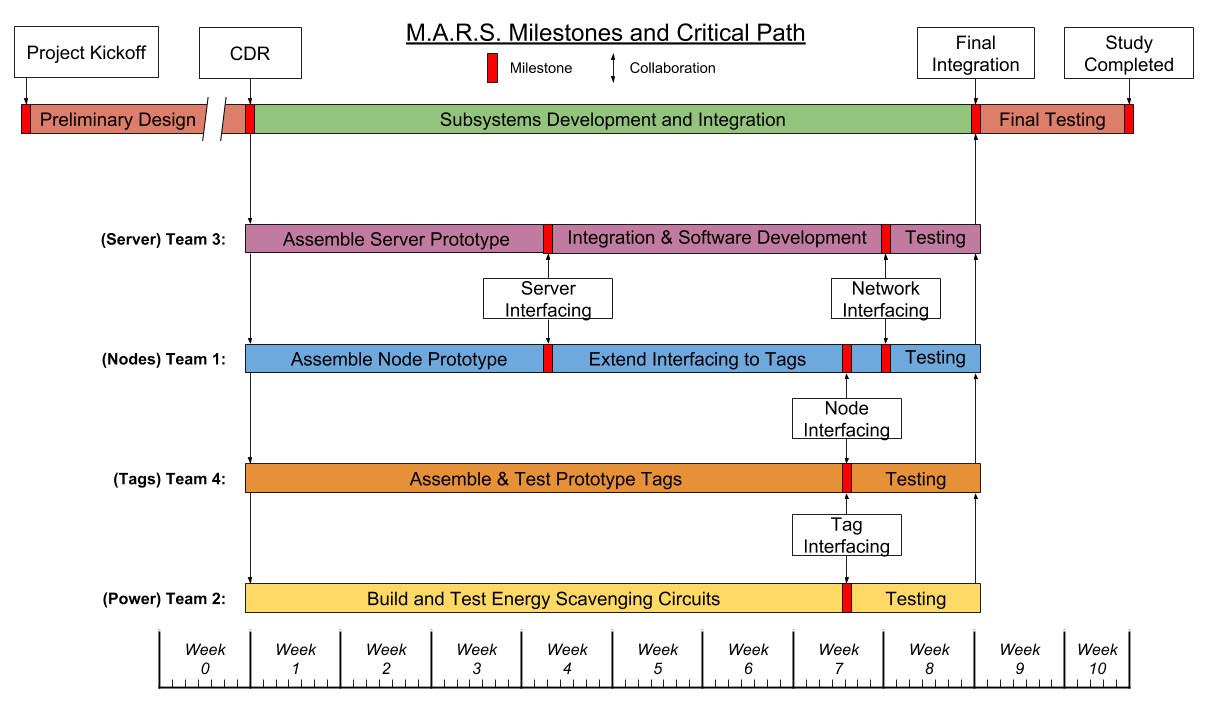 M.A.R.S. Milestones and Critical Path
Milestone
Collaboration
Project Kickoff
CDR
Final
Integration
Study
Completed
Preliminary Design
Subsystems Development and Integration
Final Testing
(Server) Team 3:
Assemble Server Prototype
Integration & Software Development
Testing
Server
Interfacing
Network
Interfacing
(Nodes) Team 1:
Assemble Node Prototype
Extend Interfacing to Tags
Testing
Node
Interfacing
(Tags) Team 4:
Assemble & Test Prototype Tags
Testing
Tag
Interfacing
(Power) Team 2:
Build and Test Energy Scavenging Circuits
Testing
Week
0
Week
1
Week
2
Week
3
Week
4
Week
5
Week
6
Week
7
Week
8
Week
9
Week
10